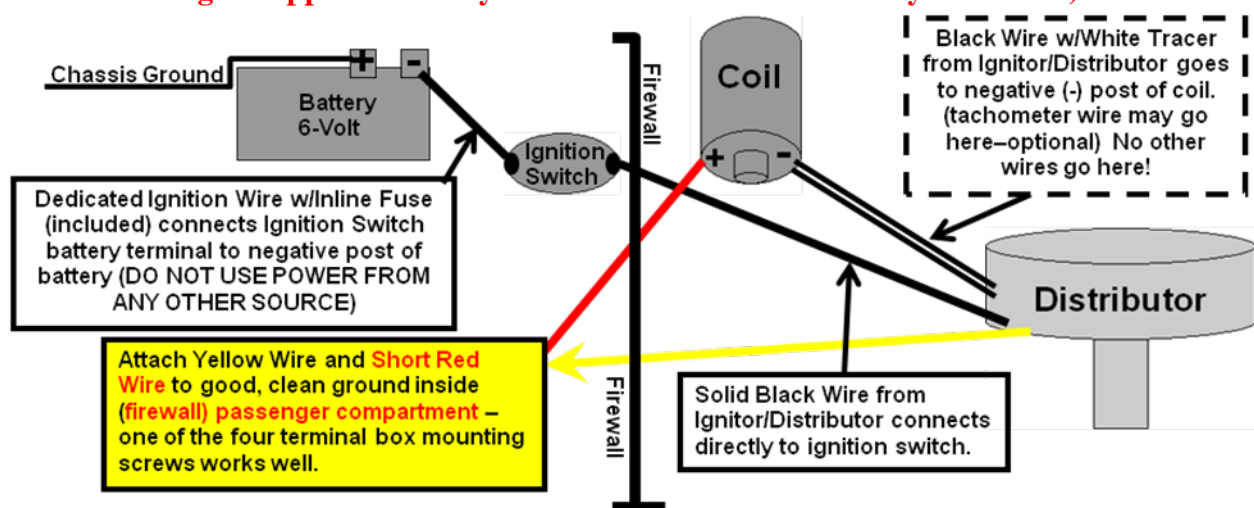 Chassis Ground
+
-
Battery
6-Volt
Ignition
Switch
Firewall
Coil
+
-
Black Wire w/White Tracer
from Ignitor/Distributor goes
to negative (-) post of coil.
(tachometer wire may go
here–optional) No other
wires go here!
Dedicated Ignition Wire w/Inline Fuse
(included) connects Ignition Switch
battery terminal to negative post of
battery (DO NOT USE POWER FROM
ANY OTHER SOURCE)
Distributor
Attach Yellow Wire and Short Red
Wire to good, clean ground inside
(firewall) passenger compartment –
one of the four terminal box mounting
screws works well.
Firewall
Solid Black Wire from
Ignitor/Distributor connects
directly to ignition switch.